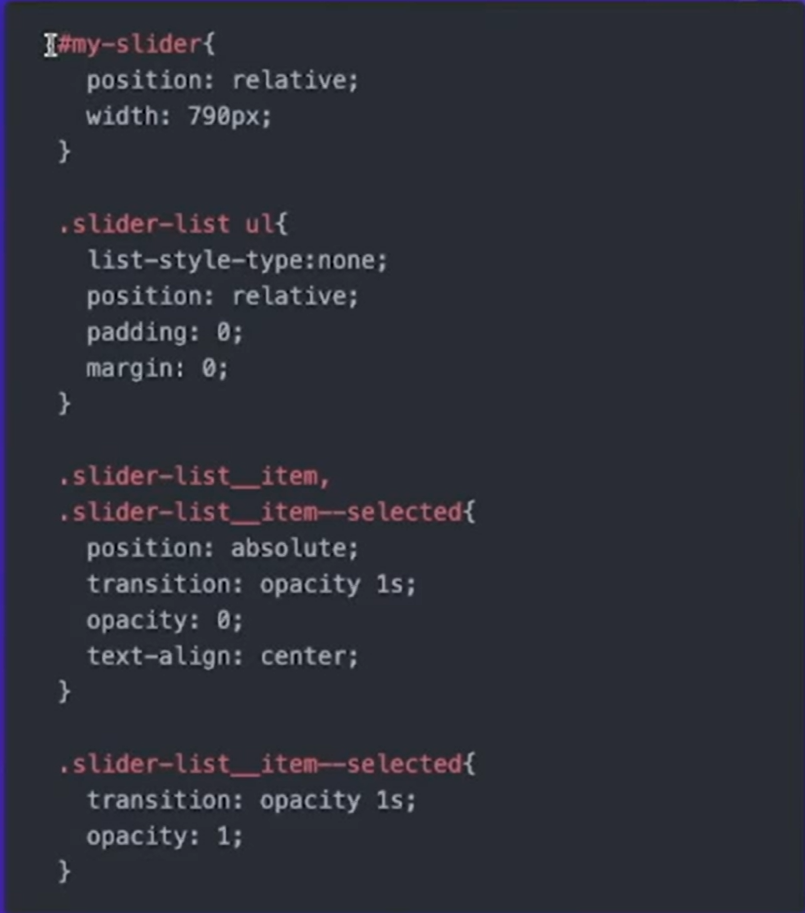 #my-slider{
position: relative;
width: 790px;
}
.slider-list ul{
list-style-type:none;
position: relative;
padding: 0;
margin: 0;
}
.slider-list__item,
.slider-list__item--selected{
position: absolute;
transition: opacity 1s;
opacity: 0;
text-align: center;
}
.slider-list__item--selected{
transition: opacity 1s;
opacity: 1;
}